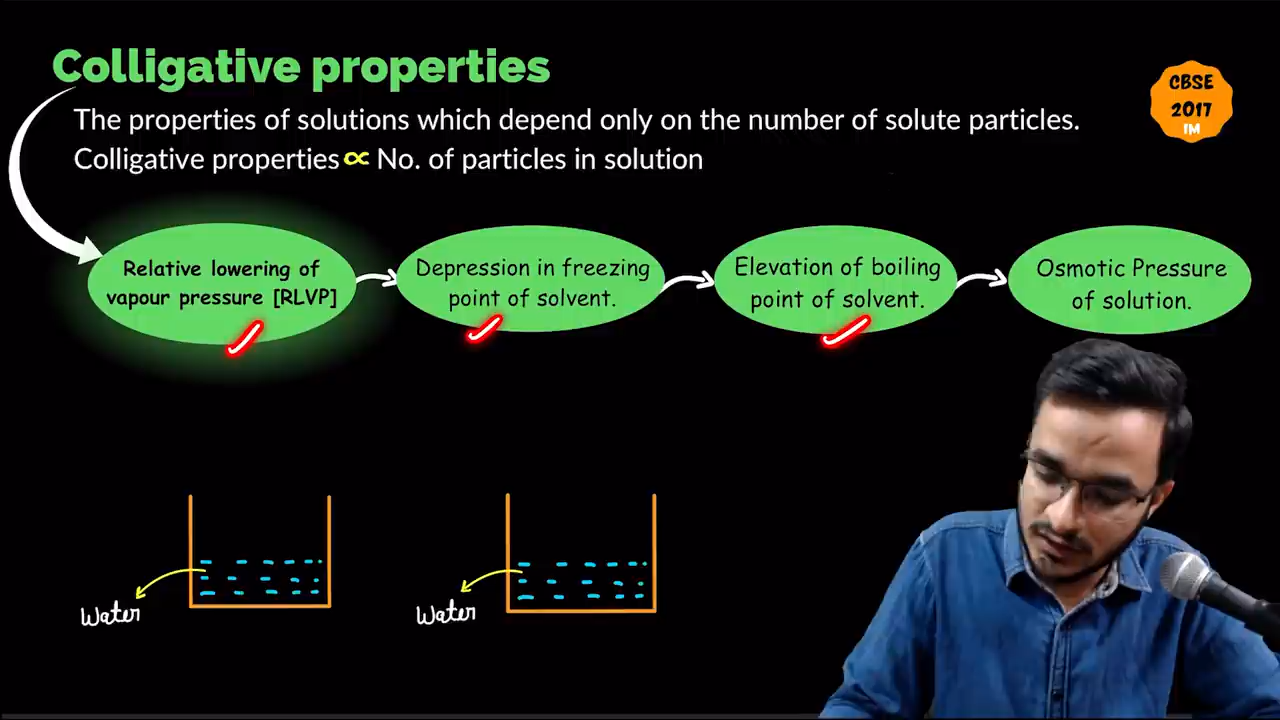 Colligative properties
The properties of solutions which depend only on the number of solute particles.
Colligative properties ∝ No. of particles in solution
CBSE
2017
1M
Relative lowering of
vapour pressure [RLVP]
Depression in freezing
point of solvent.
Elevation of boiling
point of solvent.
Osmotic Pressure
of solution.
Water
Water